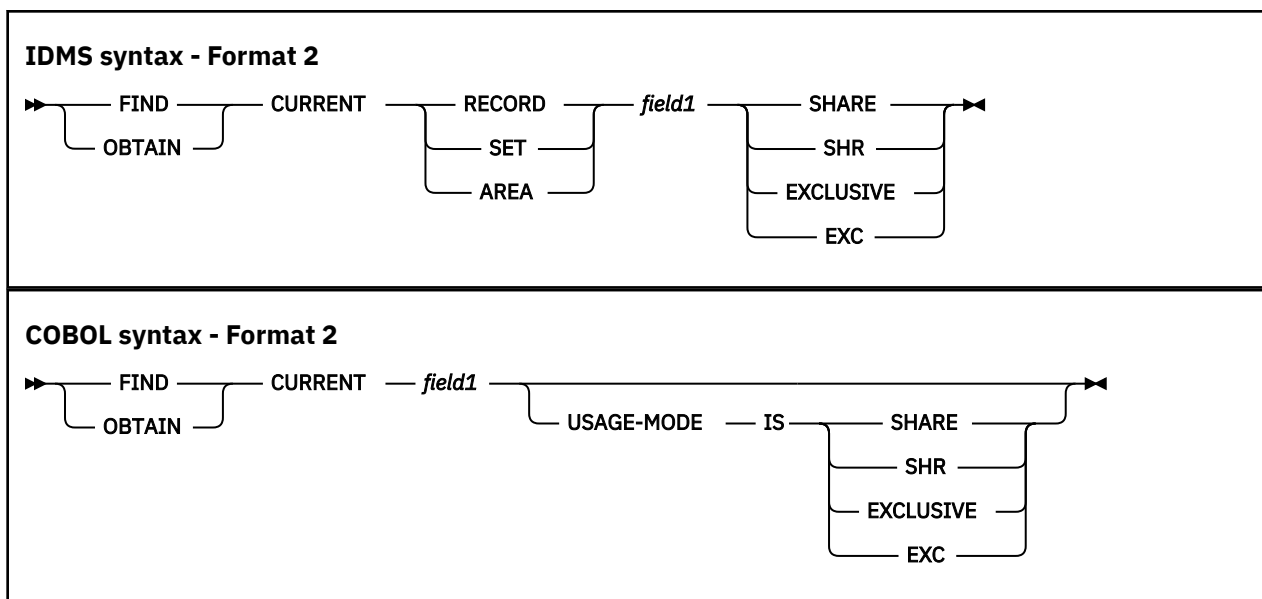 IDMS syntax - Format 2
FIND CURRENT RECORD field1 SHARE
OBTAIN SET SHR
AREA EXCLUSIVE
EXC
COBOL syntax - Format 2
FIND CURRENT field1
OBTAIN USAGE-MODE IS SHARE
SHR
EXCLUSIVE
EXC